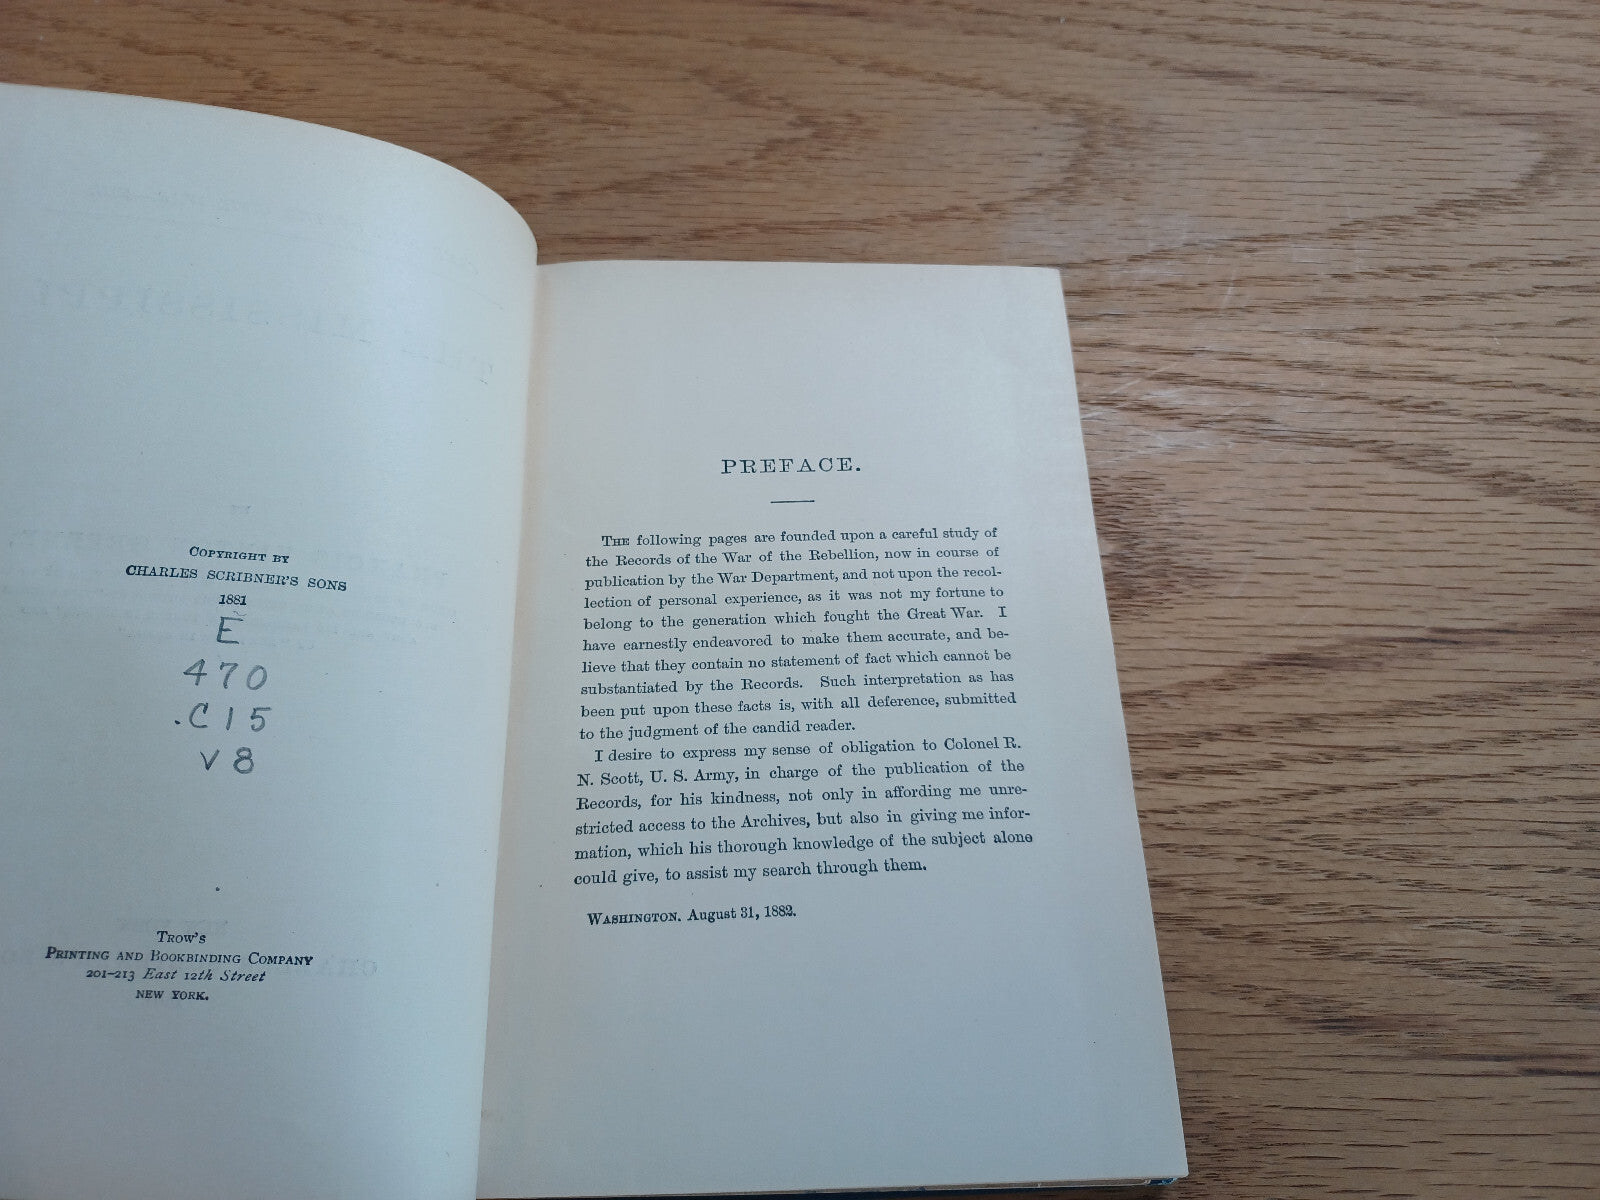 COPYRIGHT BY
CHARLES SCRIBNER'S SONS
1881
E
470
.C15
V8
TROW'S
PRINTING AND BOOKBINDING COMPANY
201–213 East 12th Street
NEW YORK.
PREFACE.
THE following pages are founded upon a careful study of
the Records of the War of the Rebellion, now in course of
publication by the War Department, and not upon the recol-
lection of personal experience, as it was not my fortune to
belong to the generation which fought the Great War. I
have earnestly endeavored to make them accurate, and be-
lieve that they contain no statement of fact which cannot be
substantiated by the Records. Such interpretation as has
been put upon these facts is, with all deference, submitted
to the judgment of the candid reader.
I desire to express my sense of obligation to Colonel R.
N. Scott, U. S. Army, in charge of the publication of the
Records, for his kindness, not only in affording me unre-
stricted access to the Archives, but also in giving me infor-
mation, which his thorough knowledge of the subject alone
could give, to assist my search through them.
WASHINGTON. August 31, 1882.